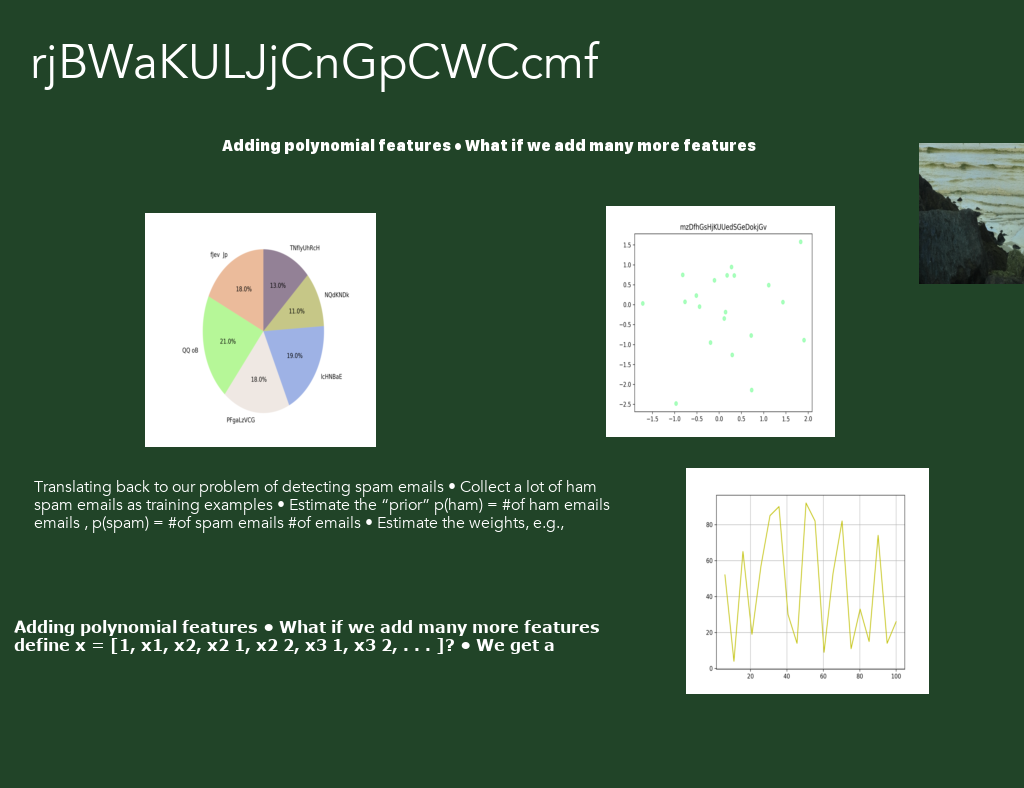 rjBWaKULJjCnGpCWCcmf
Adding polynomial features • What if we add many more features
fjev jp
TNflyUhRcH
NQdKNDk
IcHNBaE
PFgaLzVCG
QQ oB
18.0%
13.0%
11.0%
19.0%
18.0%
21.0%
mzDfhGsHjKUUedSGeDokjGv
1.5
1.0
0.5
0.0
−0.5
−1.0
−1.5
−2.0
−2.5
−1.5 −1.0 −0.5 0.0 0.5 1.0 1.5 2.0
Translating back to our problem of detecting spam emails • Collect a lot of ham
spam emails as training examples • Estimate the “prior” p(ham) = #of ham emails
emails , p(spam) = #of spam emails #of emails • Estimate the weights, e.g.,
80
60
40
20
0
20 40 60 80 100
Adding polynomial features • What if we add many more features
define x = [1, x1, x2, x2 1, x2 2, x3 1, x3 2, . . . ]? • We get a